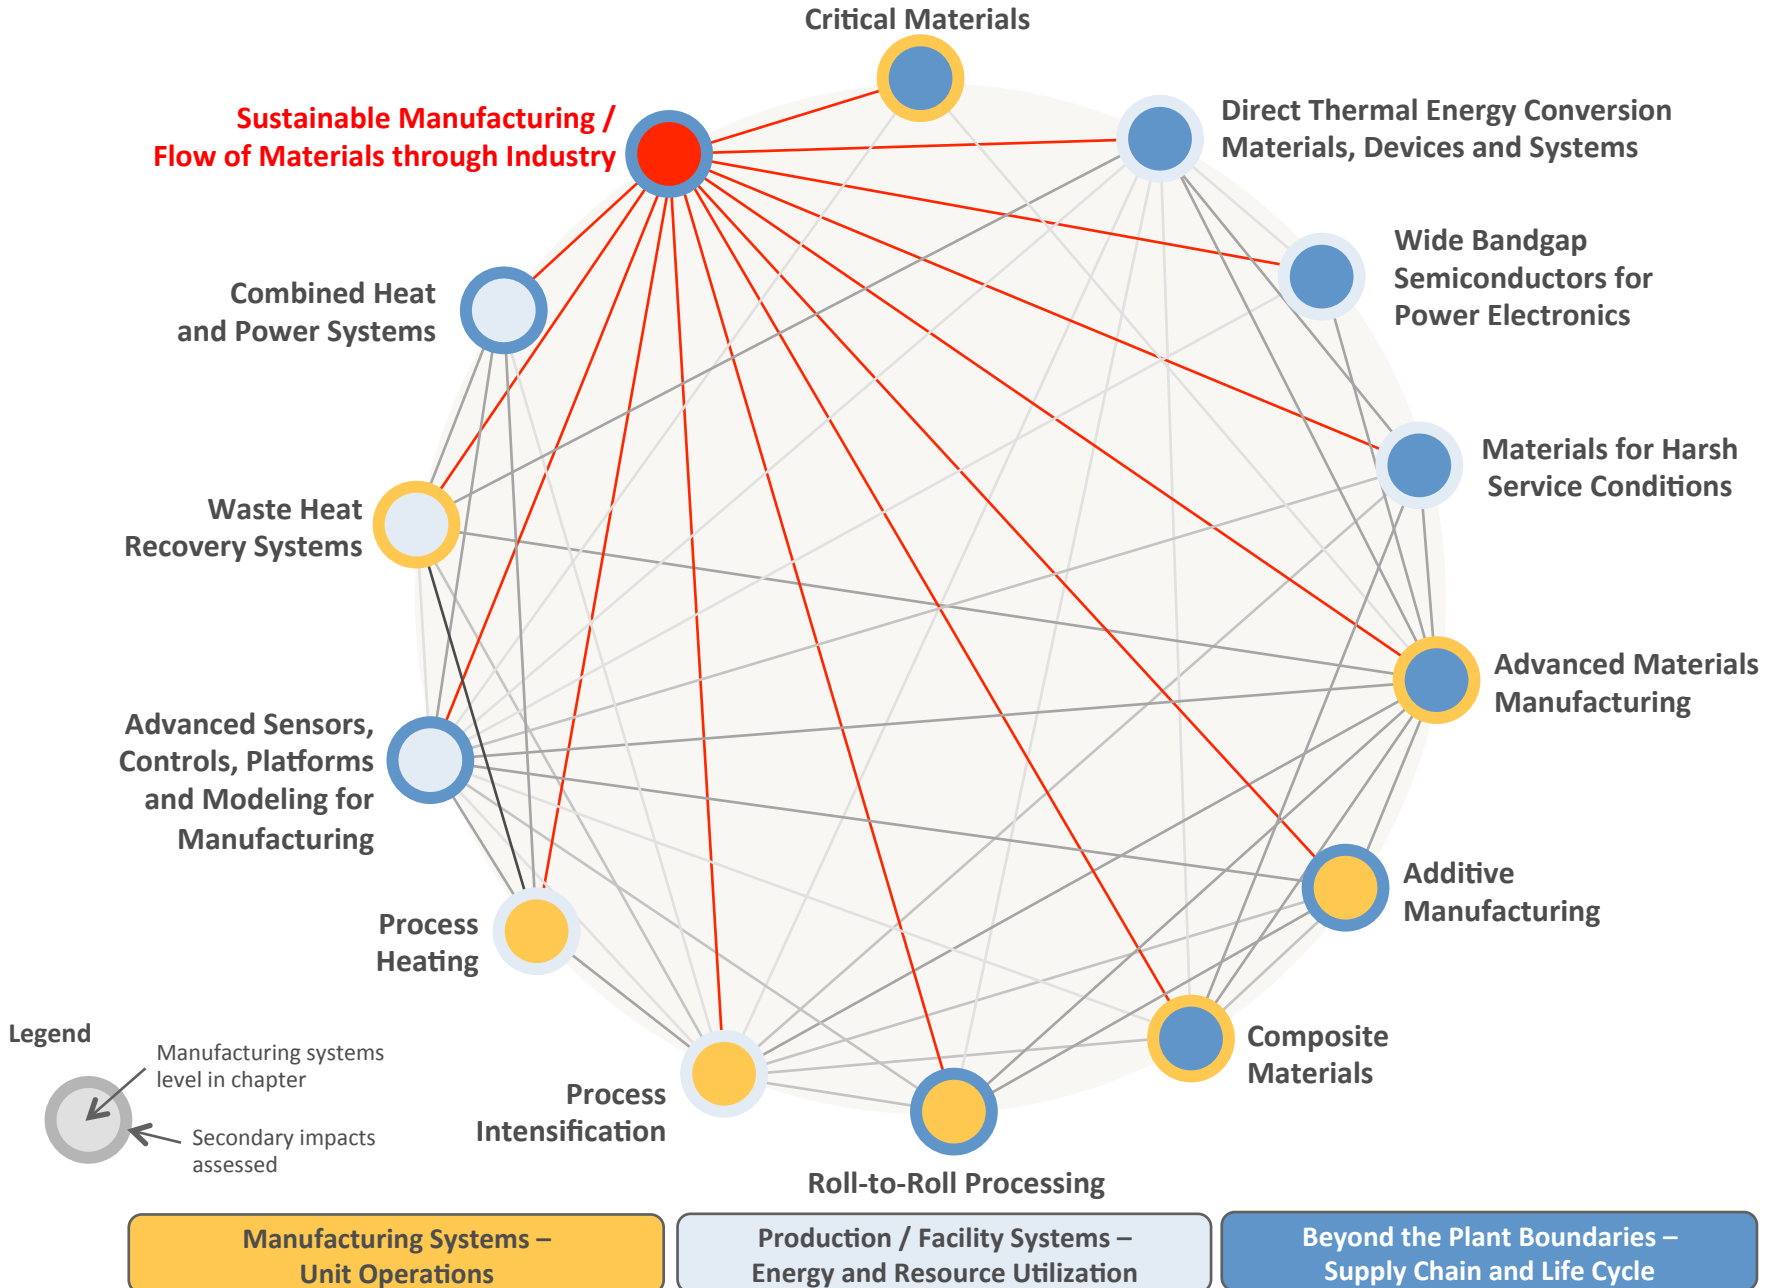 Critical Materials
Sustainable Manufacturing /
Flow of Materials through Industry
Direct Thermal Energy Conversion
Materials, Devices and Systems
Wide Bandgap
Semiconductors for
Power Electronics
Combined Heat
and Power Systems
Materials for Harsh
Service Conditions
Waste Heat
Recovery Systems
Advanced Materials
Manufacturing
Advanced Sensors,
Controls, Platforms
and Modeling for
Manufacturing
Additive
Manufacturing
Process
Heating
Composite
Materials
Process
Intensification
Roll-to-Roll Processing
Legend
Manufacturing systems
level in chapter
Secondary impacts
assessed
Manufacturing Systems –
Unit Operations
Production / Facility Systems –
Energy and Resource Utilization
Beyond the Plant Boundaries –
Supply Chain and Life Cycle